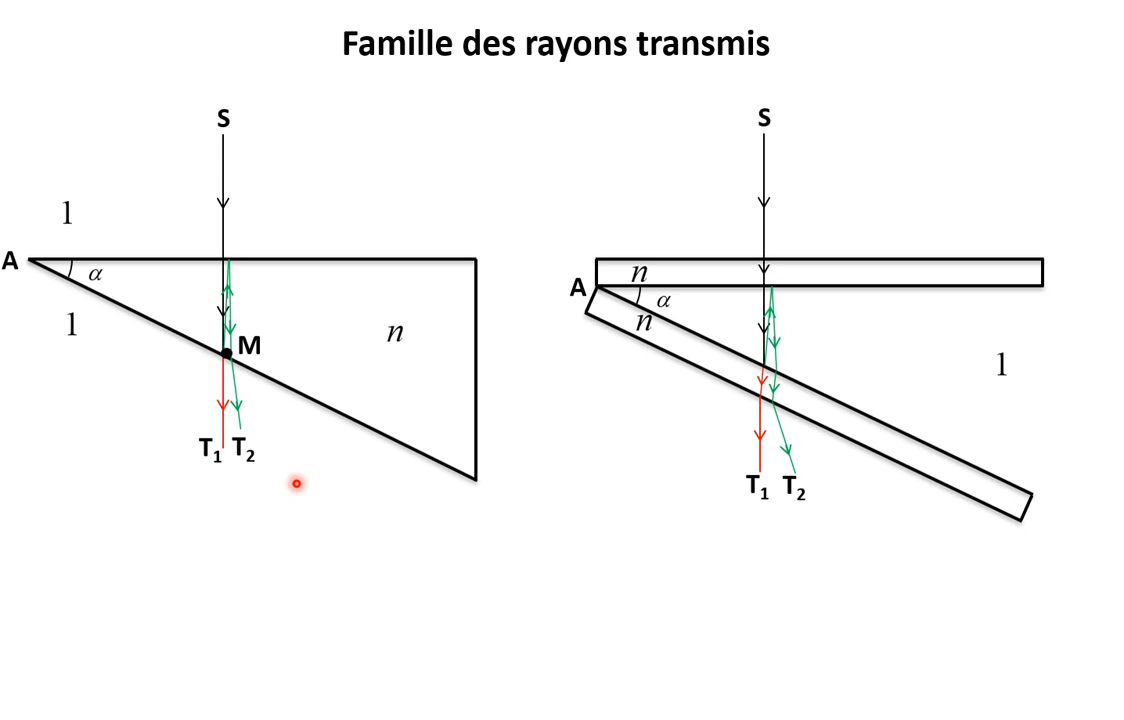 Famille des rayons transmis
S
1
A
α
1
n
M
T1 T2
S
n
A
α
n
1
T1 T2